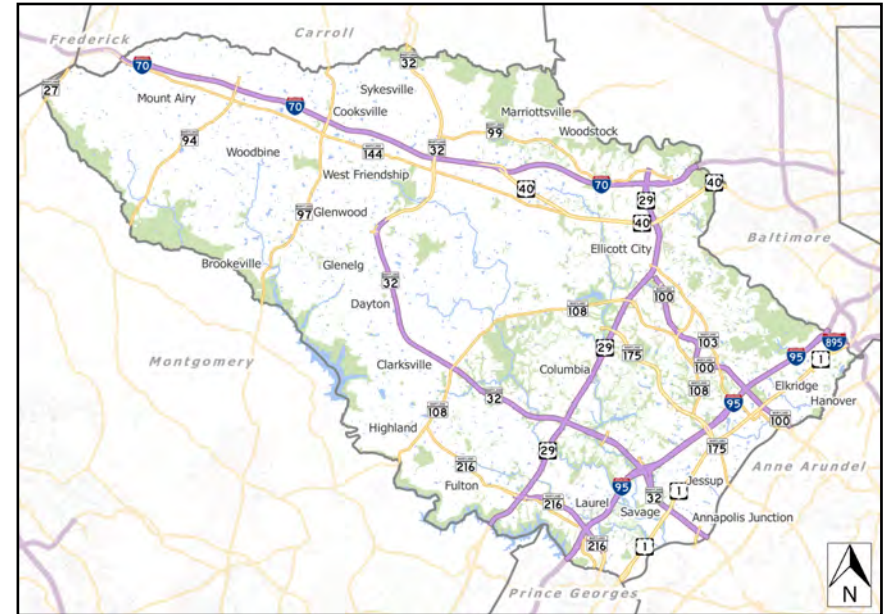 Carroll
Frederick
32
70
27
Mount Airy
Sykesville
70
Cooksville
Marriottsville
99
Woodstock
94
32
Woodbine
144
West Friendship
40
70
40
29
97
Glenwood
40
Baltimore
Ellicott City
Brookeville
Glenelg
32
100
Dayton
108
103
895
29
175
95
1
Montgomery
Clarksville
Columbia
100
Elkridge
32
108
95
Hanover
108
100
Highland
29
175
216
Anne Arundel
Fulton
Jessup
95
1
32
216
Laurel
Savage
Annapolis Junction
216
1
Prince Georges
N